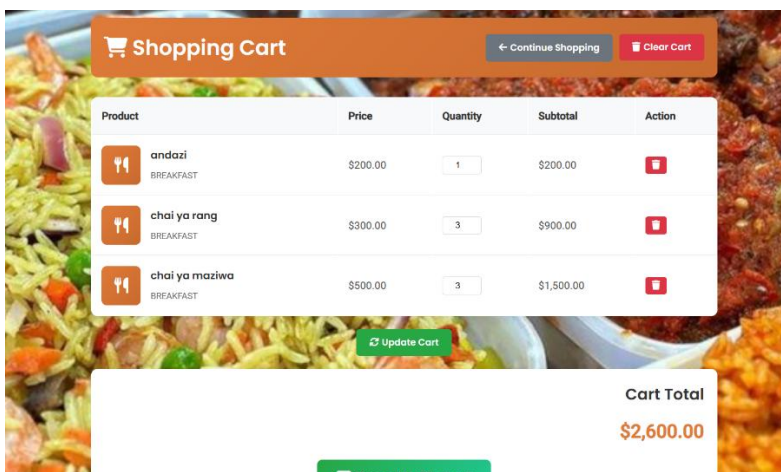 Shopping Cart
← Continue Shopping
Clear Cart
Product Price Quantity Subtotal Action
andazi
BREAKFAST
$200.00 1 $200.00
chai ya rang
BREAKFAST
$300.00 3 $900.00
chai ya maziwa
BREAKFAST
$500.00 3 $1,500.00
Update Cart
Cart Total
$2,600.00